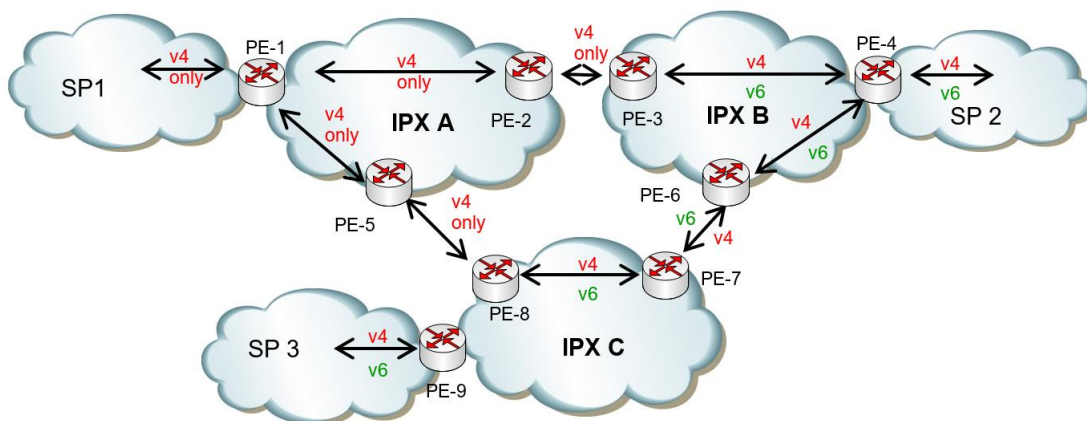 SP1
v4
only
PE-1
v4
only
IPX A
PE-2
v4
only
PE-3
v4
v6
IPX B
PE-4
v4
v6
SP 2
v4
only
PE-5
v4
only
v4
v6
PE-6
v6
v4
PE-7
v4
v6
PE-8
IPX C
SP 3
v4
v6
PE-9